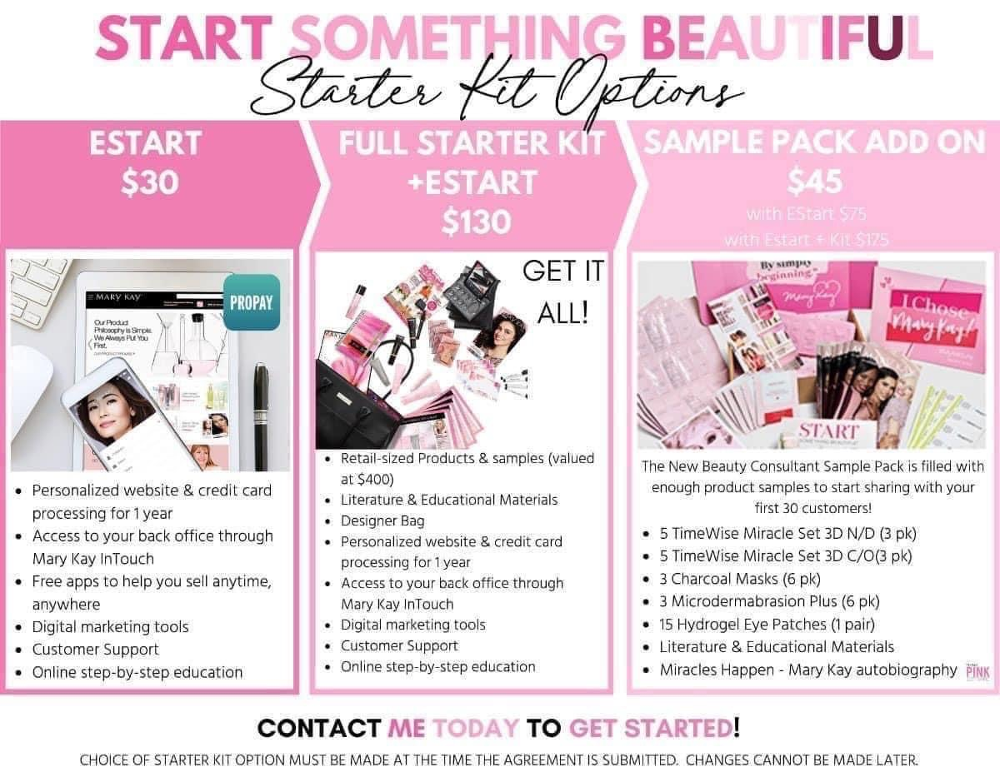 START SOMETHING BEAUTIFUL
Starter Kit Options
ESTART
$30
PROPAY
MARY KAY
Our Product
Philosophy is Simple.
We Always Put You
First.
• Personalized website & credit card
processing for 1 year
• Access to your back office through
Mary Kay InTouch
• Free apps to help you sell anytime,
anywhere
• Digital marketing tools
• Customer Support
• Online step-by-step education
FULL STARTER KIT
+ESTART
$130
GET IT
ALL!
• Retail-sized Products & samples (valued
at $400)
• Literature & Educational Materials
• Designer Bag
• Personalized website & credit card
processing for 1 year
• Access to your back office through
Mary Kay InTouch
• Digital marketing tools
• Customer Support
• Online step-by-step education
SAMPLE PACK ADD ON
$45
with EStart $75
with Estart + Kit $175
By simply
beginning."
Mary Kay
I Chose
Mary Kay!
START
SOMETHING BEAUTIFUL
The New Beauty Consultant Sample Pack is filled with
enough product samples to start sharing with your
first 30 customers!
• 5 TimeWise Miracle Set 3D N/D (3 pk)
• 5 TimeWise Miracle Set 3D C/O(3 pk)
• 3 Charcoal Masks (6 pk)
• 3 Microdermabrasion Plus (6 pk)
• 15 Hydrogel Eye Patches (1 pair)
• Literature & Educational Materials
• Miracles Happen - Mary Kay autobiography
PINK
CONTACT ME TODAY TO GET STARTED!
CHOICE OF STARTER KIT OPTION MUST BE MADE AT THE TIME THE AGREEMENT IS SUBMITTED. CHANGES CANNOT BE MADE LATER.